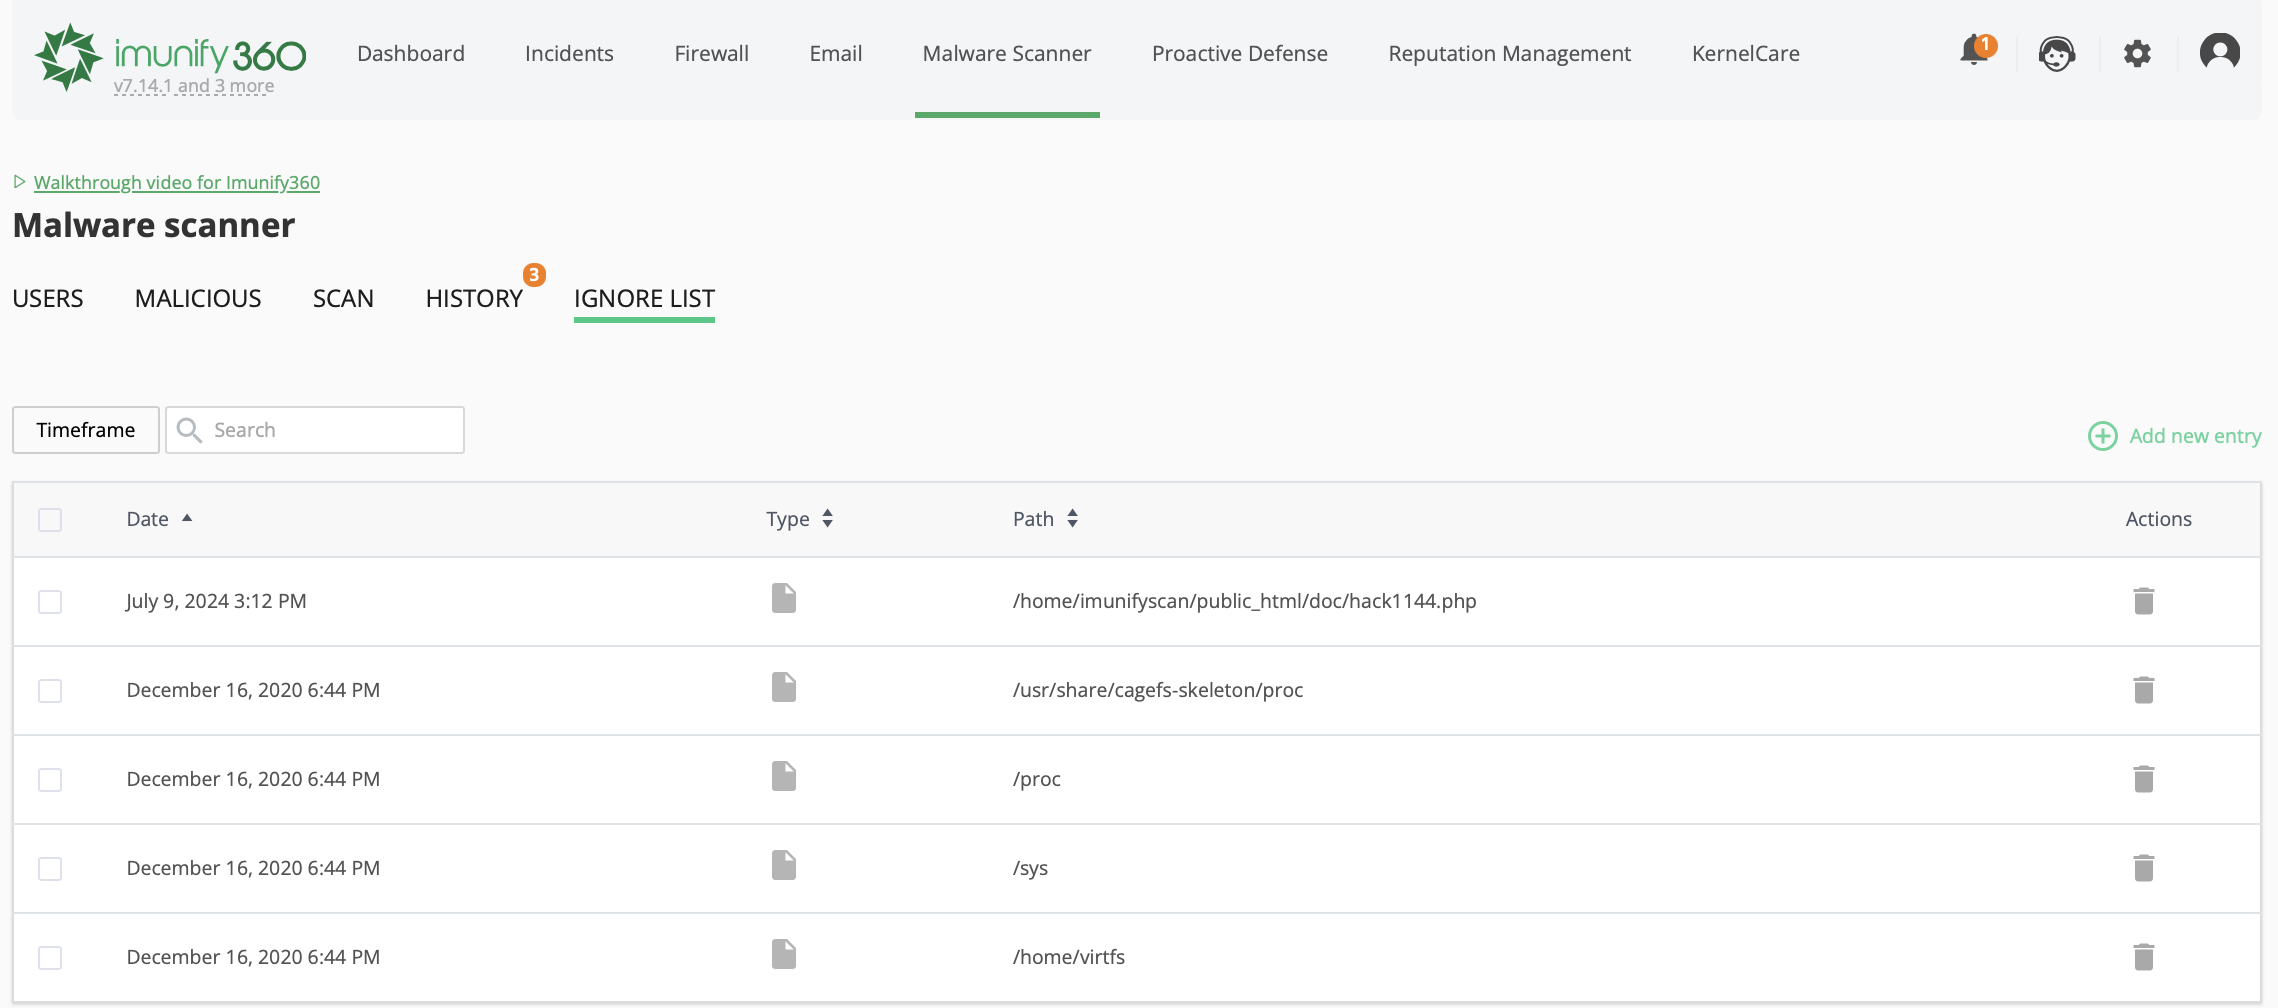 imunify360
v7.14.1 and 3 more
Dashboard
Incidents
Firewall
Email
Malware Scanner
Proactive Defense
Reputation Management
KernelCare
1
Walkthrough video for Imunify360
Malware scanner
USERS
MALICIOUS
SCAN
HISTORY
3
IGNORE LIST
Timeframe
Search
Add new entry
Date
Type
Path
Actions
July 9, 2024 3:12 PM
/home/imunifyscan/public_html/doc/hack1144.php
December 16, 2020 6:44 PM
/usr/share/cagefs-skeleton/proc
December 16, 2020 6:44 PM
/proc
December 16, 2020 6:44 PM
/sys
December 16, 2020 6:44 PM
/home/virtfs